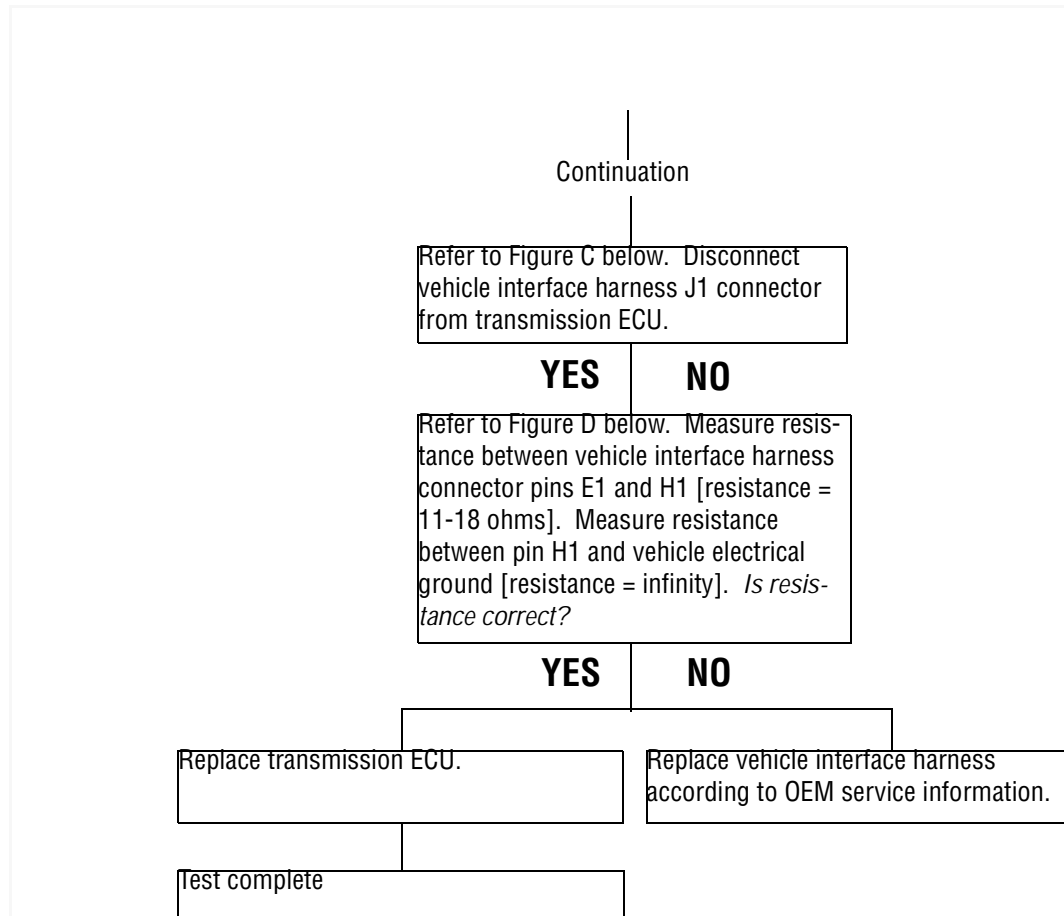 Continuation
Refer to Figure C below.  Disconnect
vehicle interface harness J1 connector
from transmission ECU.
YES NO
Refer to Figure D below.  Measure resis-
tance between vehicle interface harness
connector pins E1 and H1 [resistance =
11-18 ohms].  Measure resistance
between pin H1 and vehicle electrical
ground [resistance = infinity].  Is resis-
tance correct?
YES NO
Replace transmission ECU.
Replace vehicle interface harness
according to OEM service information.
Test complete